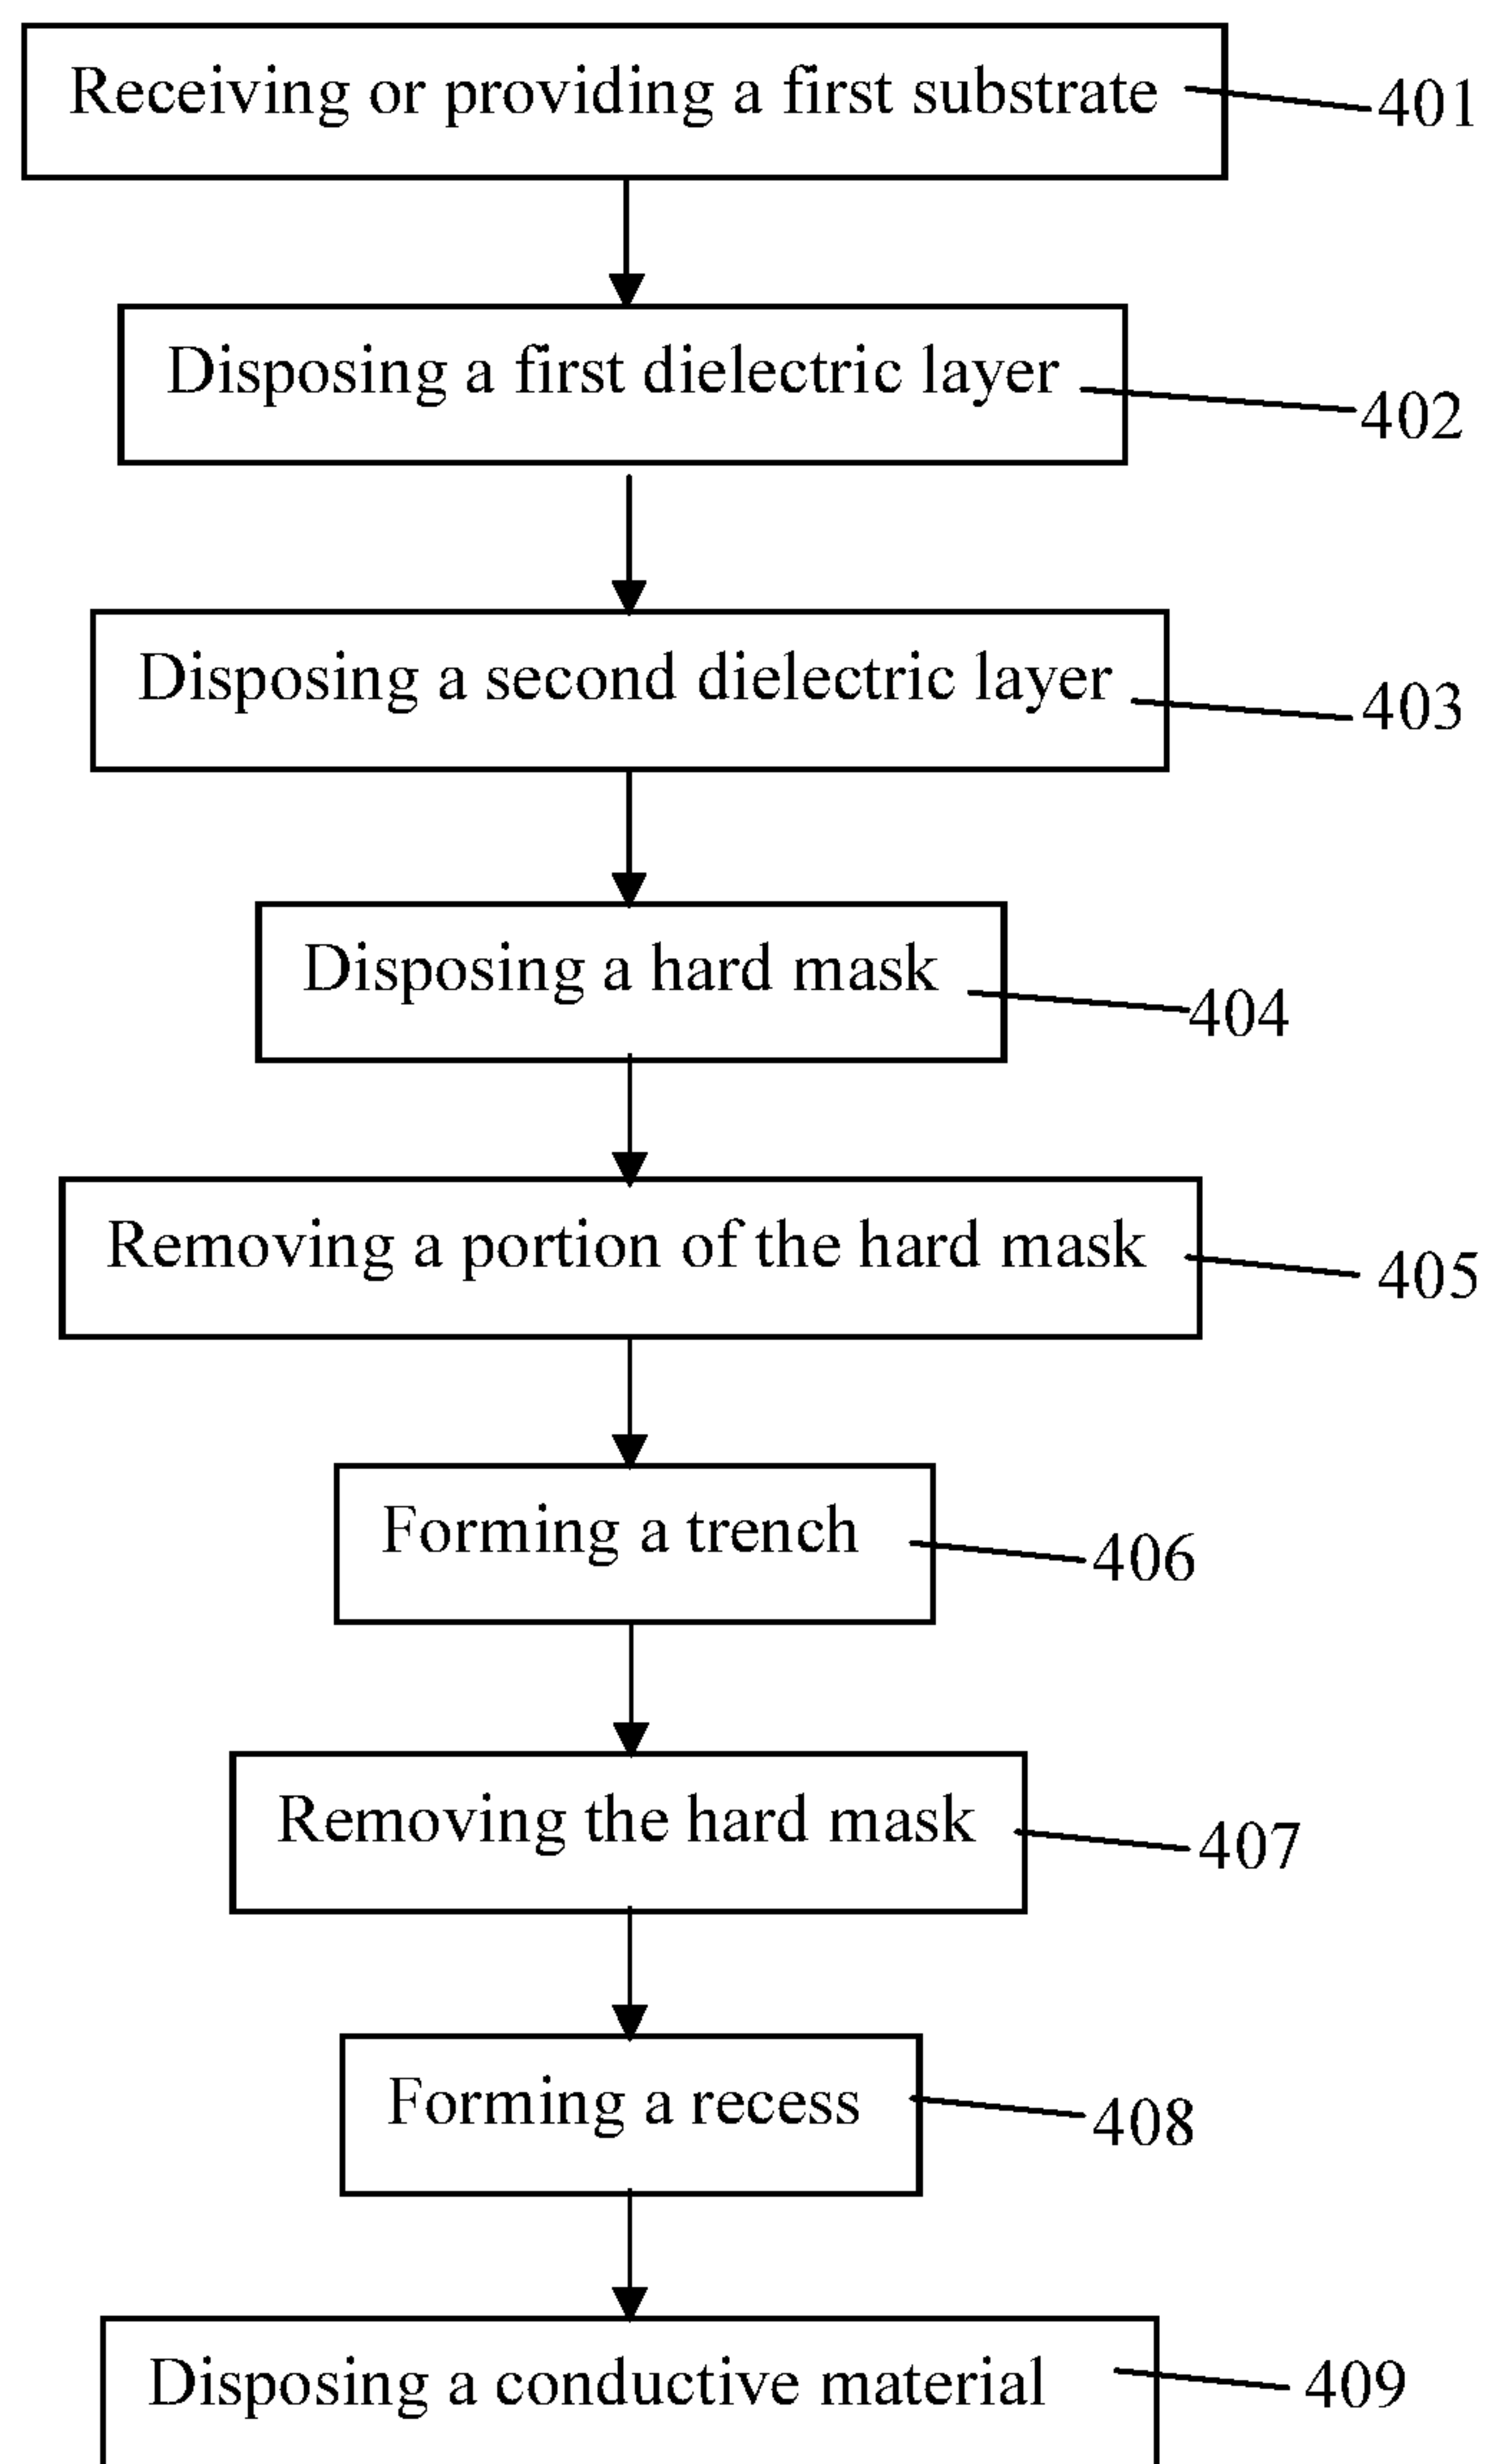 Receiving or providing a first substrate 401
Disposing a first dielectric layer 402
Disposing a second dielectric layer 403
Disposing a hard mask 404
Removing a portion of the hard mask 405
Forming a trench 406
Removing the hard mask 407
Forming a recess 408
Disposing a conductive material 409